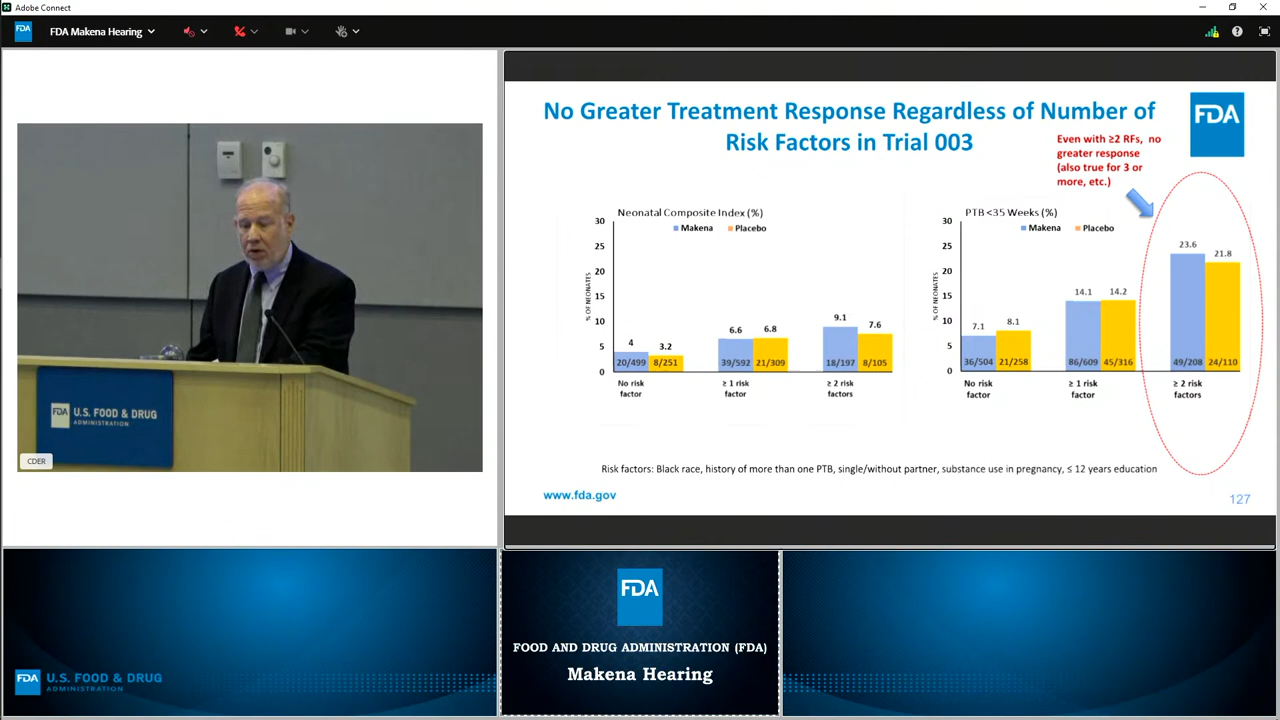 Adobe Connect
FDA
FDA Makena Hearing
FDA
U.S. FOOD & DRUG
ADMINISTRATION
CDER
No Greater Treatment Response Regardless of Number of
Risk Factors in Trial 003
FDA
Even with ≥2 RFs, no
greater response
(also true for 3 or
more, etc.)
Neonatal Composite Index (%)
Makena Placebo
% OF NEONATES
30
25
20
15
10
5
0
4 3.2 6.6 6.8 9.1 7.6
20/499 8/251 39/592 21/309 18/197 8/105
No risk factor
≥ 1 risk factor
≥ 2 risk factors
PTB <35 Weeks (%)
Makena Placebo
% OF NEONATES
30
25
20
15
10
5
0
7.1 8.1 14.1 14.2 23.6 21.8
36/504 21/258 86/609 45/316 49/208 24/110
No risk factor
≥ 1 risk factor
≥ 2 risk factors
Risk factors: Black race, history of more than one PTB, single/without partner, substance use in pregnancy, ≤ 12 years education
www.fda.gov
127
FDA
U.S. FOOD & DRUG
ADMINISTRATION
FDA
FOOD AND DRUG ADMINISTRATION (FDA)
Makena Hearing